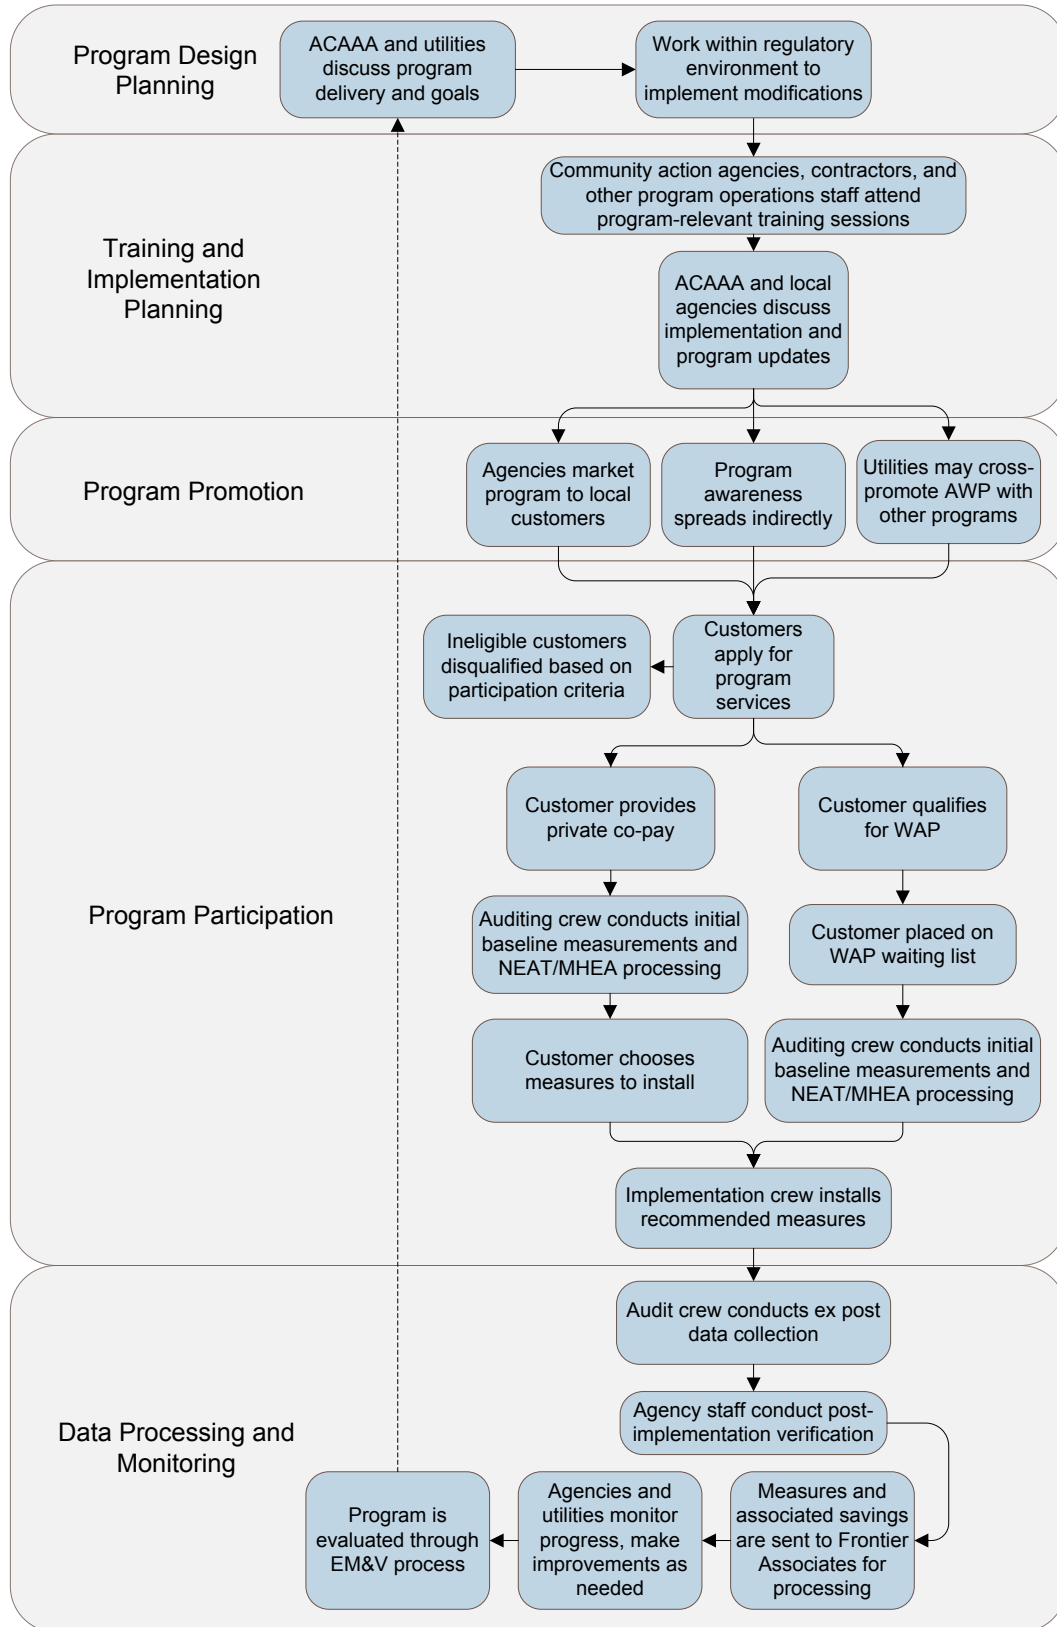 Program Design
Planning
ACAAA and utilities
discuss program
delivery and goals
Work within regulatory
environment to
implement modifications
Training and
Implementation
Planning
Community action agencies, contractors, and
other program operations staff attend
program-relevant training sessions
ACAAA and local
agencies discuss
implementation and
program updates
Program Promotion
Agencies market
program to local
customers
Program
awareness
spreads indirectly
Utilities may cross-
promote AWP with
other programs
Program Participation
Ineligible customers
disqualified based on
participation criteria
Customers
apply for
program
services
Customer provides
private co-pay
Customer qualifies
for WAP
Auditing crew conducts initial
baseline measurements and
NEAT/MHEA processing
Customer placed on
WAP waiting list
Customer chooses
measures to install
Auditing crew conducts initial
baseline measurements and
NEAT/MHEA processing
Implementation crew installs
recommended measures
Data Processing and
Monitoring
Audit crew conducts ex post
data collection
Agency staff conduct post-
implementation verification
Program is
evaluated through
EM&V process
Agencies and
utilities monitor
progress, make
improvements as
needed
Measures and
associated savings
are sent to Frontier
Associates for
processing